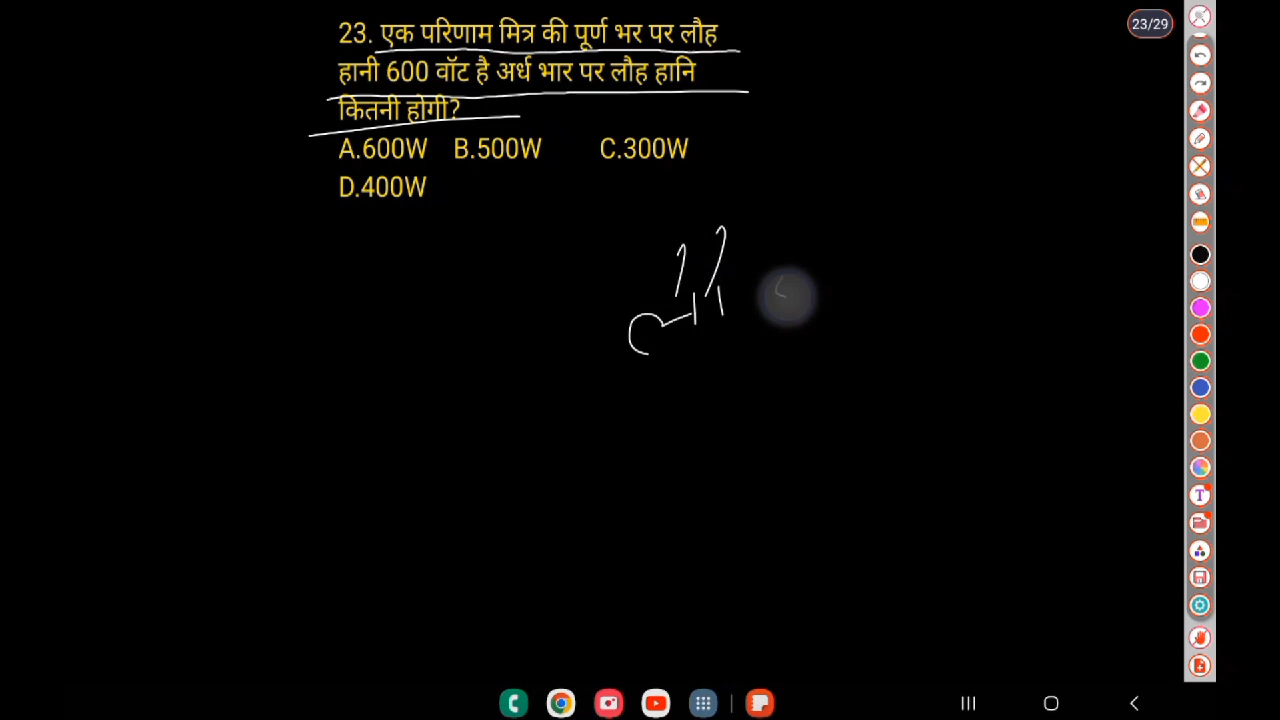 23/29
23. एक परिणाम मित्र की पूर्ण भर पर लौह
हानी 600 वॉट है अर्ध भार पर लौह हानि
कितनी होगी?
A.600W B.500W C.300W
D.400W
T